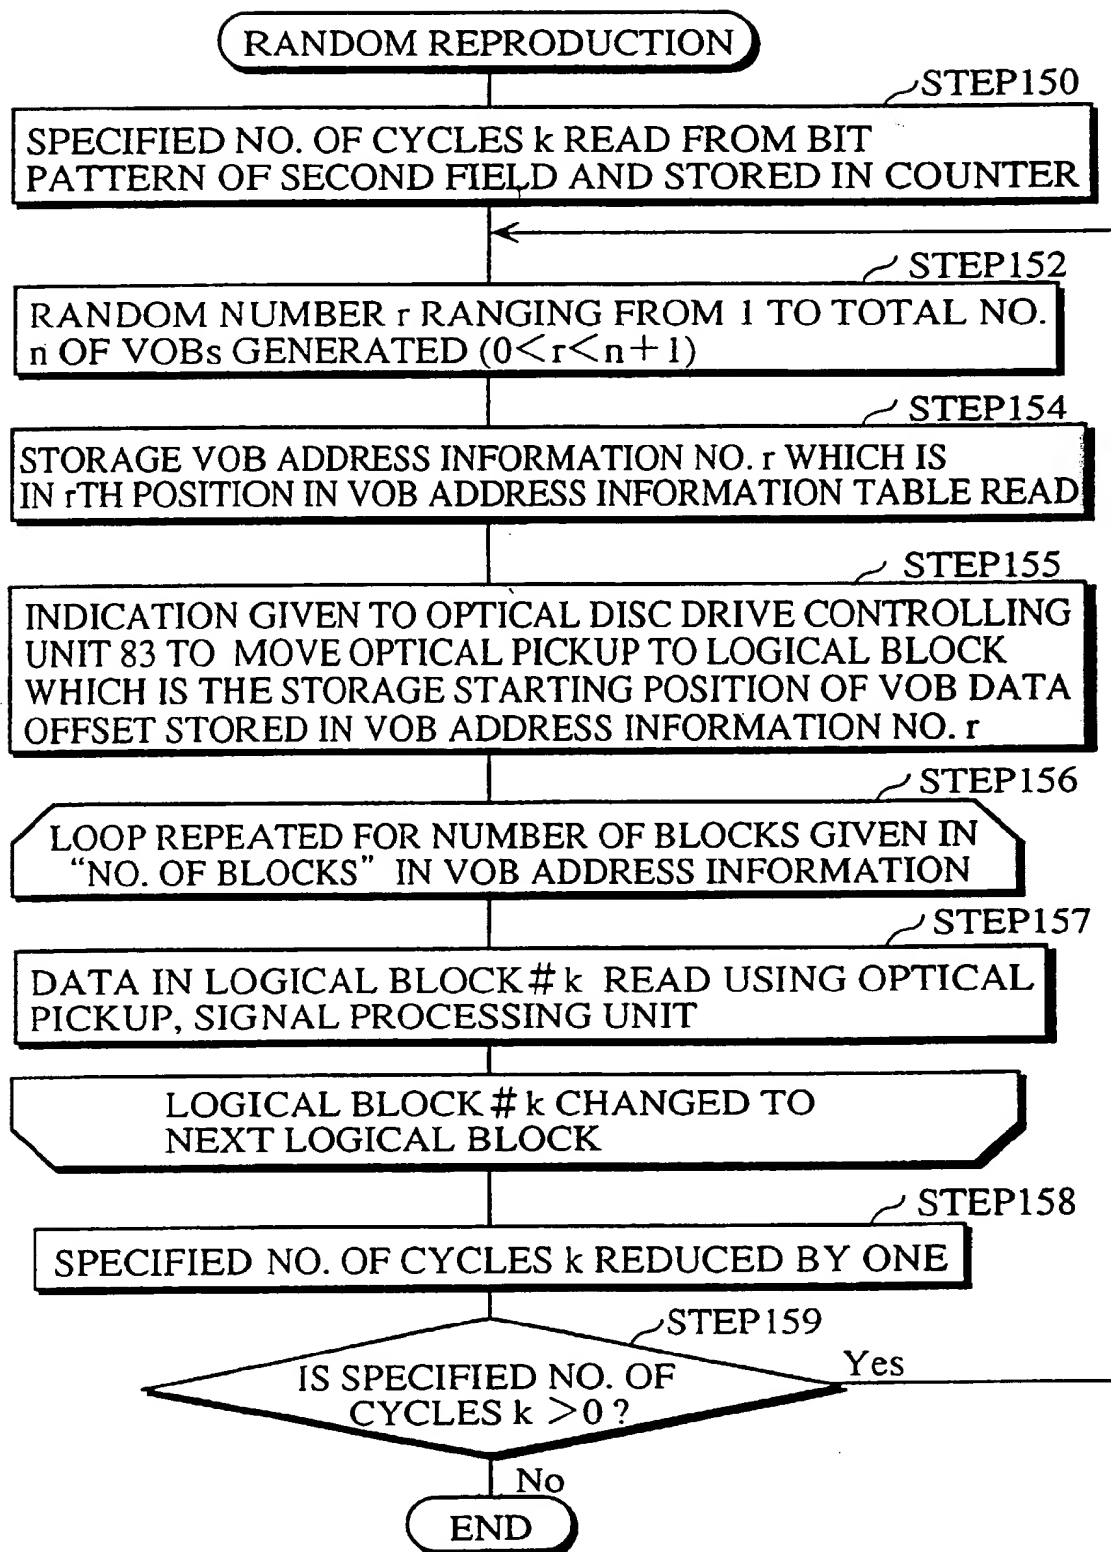 RANDOM REPRODUCTION
STEP150
SPECIFIED NO. OF CYCLES k READ FROM BIT
PATTERN OF SECOND FIELD AND STORED IN COUNTER
STEP152
RANDOM NUMBER r RANGING FROM 1 TO TOTAL NO.
n OF VOBs GENERATED (0<r<n+1)
STEP154
STORAGE VOB ADDRESS INFORMATION NO. r WHICH IS
IN rTH POSITION IN VOB ADDRESS INFORMATION TABLE READ
STEP155
INDICATION GIVEN TO OPTICAL DISC DRIVE CONTROLLING
UNIT 83 TO MOVE OPTICAL PICKUP TO LOGICAL BLOCK
WHICH IS THE STORAGE STARTING POSITION OF VOB DATA
OFFSET STORED IN VOB ADDRESS INFORMATION NO. r
STEP156
LOOP REPEATED FOR NUMBER OF BLOCKS GIVEN IN
“NO. OF BLOCKS” IN VOB ADDRESS INFORMATION
STEP157
DATA IN LOGICAL BLOCK#k READ USING OPTICAL
PICKUP, SIGNAL PROCESSING UNIT
LOGICAL BLOCK#k CHANGED TO
NEXT LOGICAL BLOCK
STEP158
SPECIFIED NO. OF CYCLES k REDUCED BY ONE
STEP159
IS SPECIFIED NO. OF
CYCLES k >0?
Yes
No
END